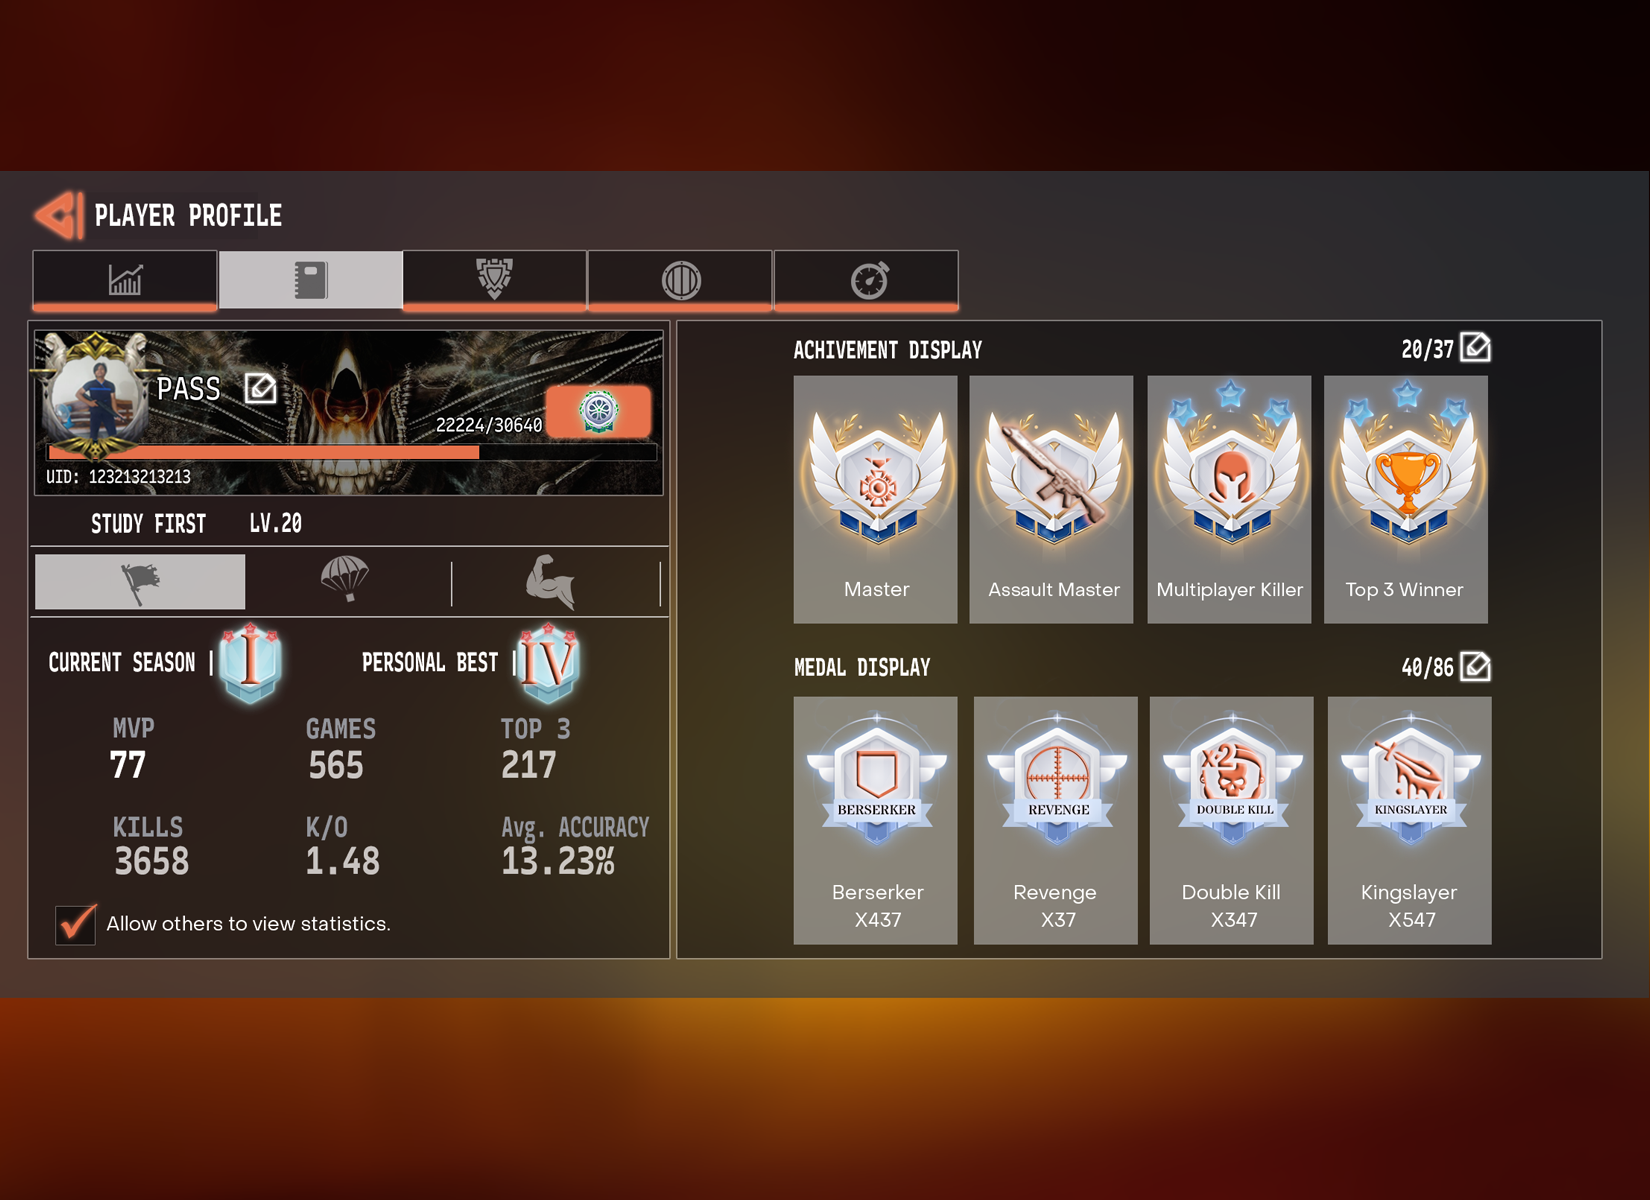 PLAYER PROFILE
PASS
22224/30640
UID: 123213213213
STUDY FIRST LV.20
CURRENT SEASON | I
PERSONAL BEST | IV
MVP GAMES TOP 3
77 565 217
KILLS K/O Avg. ACCURACY
3658 1.48 13.23%
Allow others to view statistics.
ACHIVEMENT DISPLAY 20/37
Master
Assault Master
Multiplayer Killer
Top 3 Winner
MEDAL DISPLAY 40/86
BERSERKER
Berserker
X437
REVENGE
Revenge
X37
X2
DOUBLE KILL
Double Kill
X347
KINGSLAYER
Kingslayer
X547